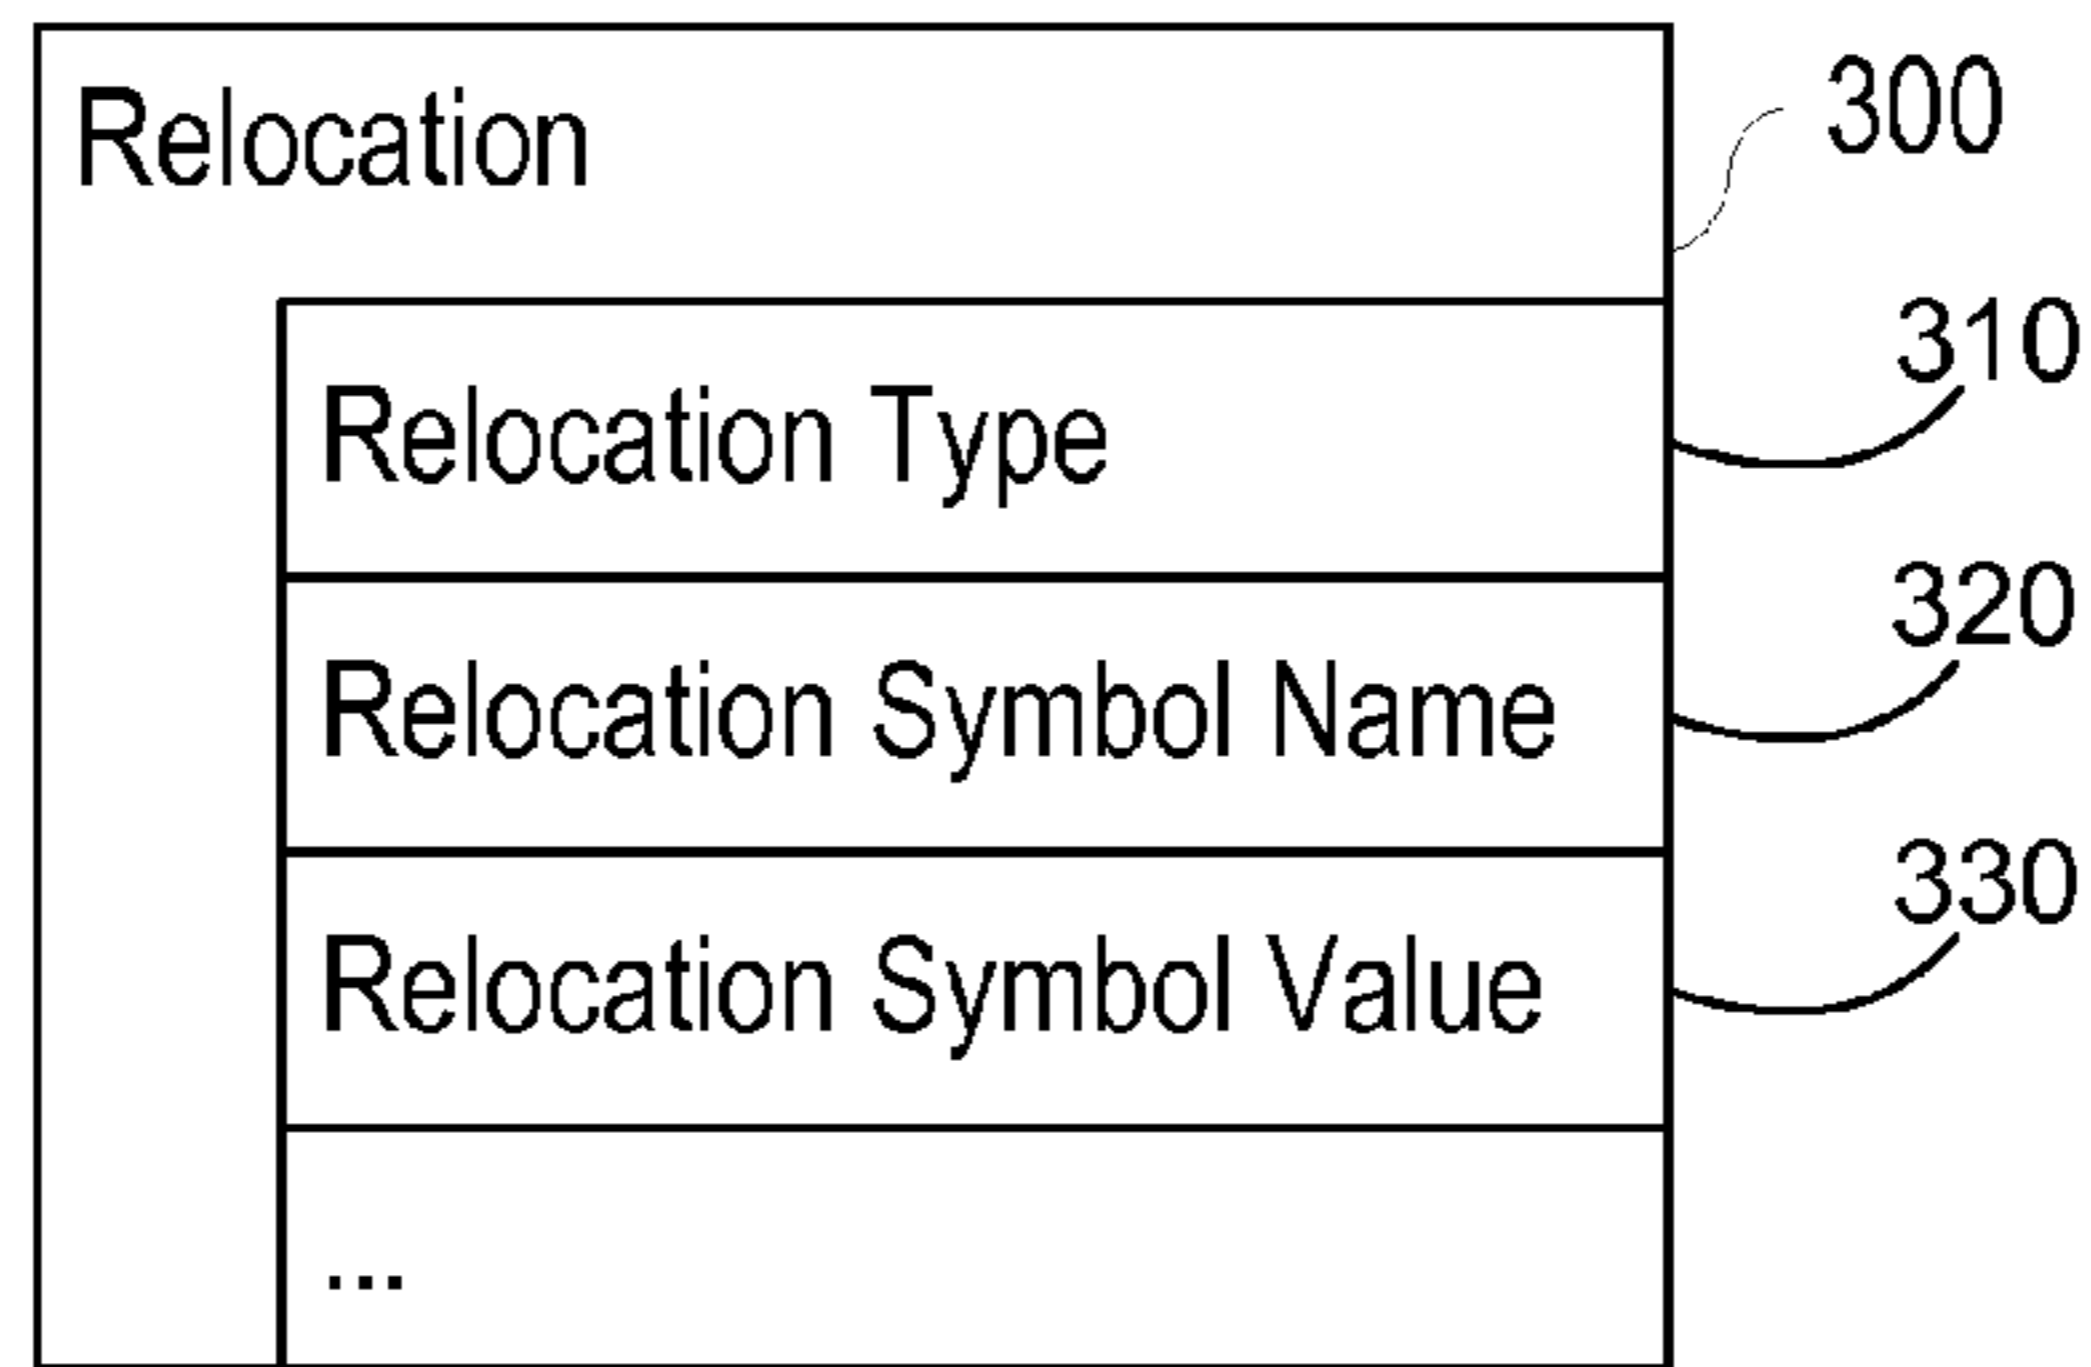 Relocation
300
310
Relocation Type
320
Relocation Symbol Name
330
Relocation Symbol Value
...